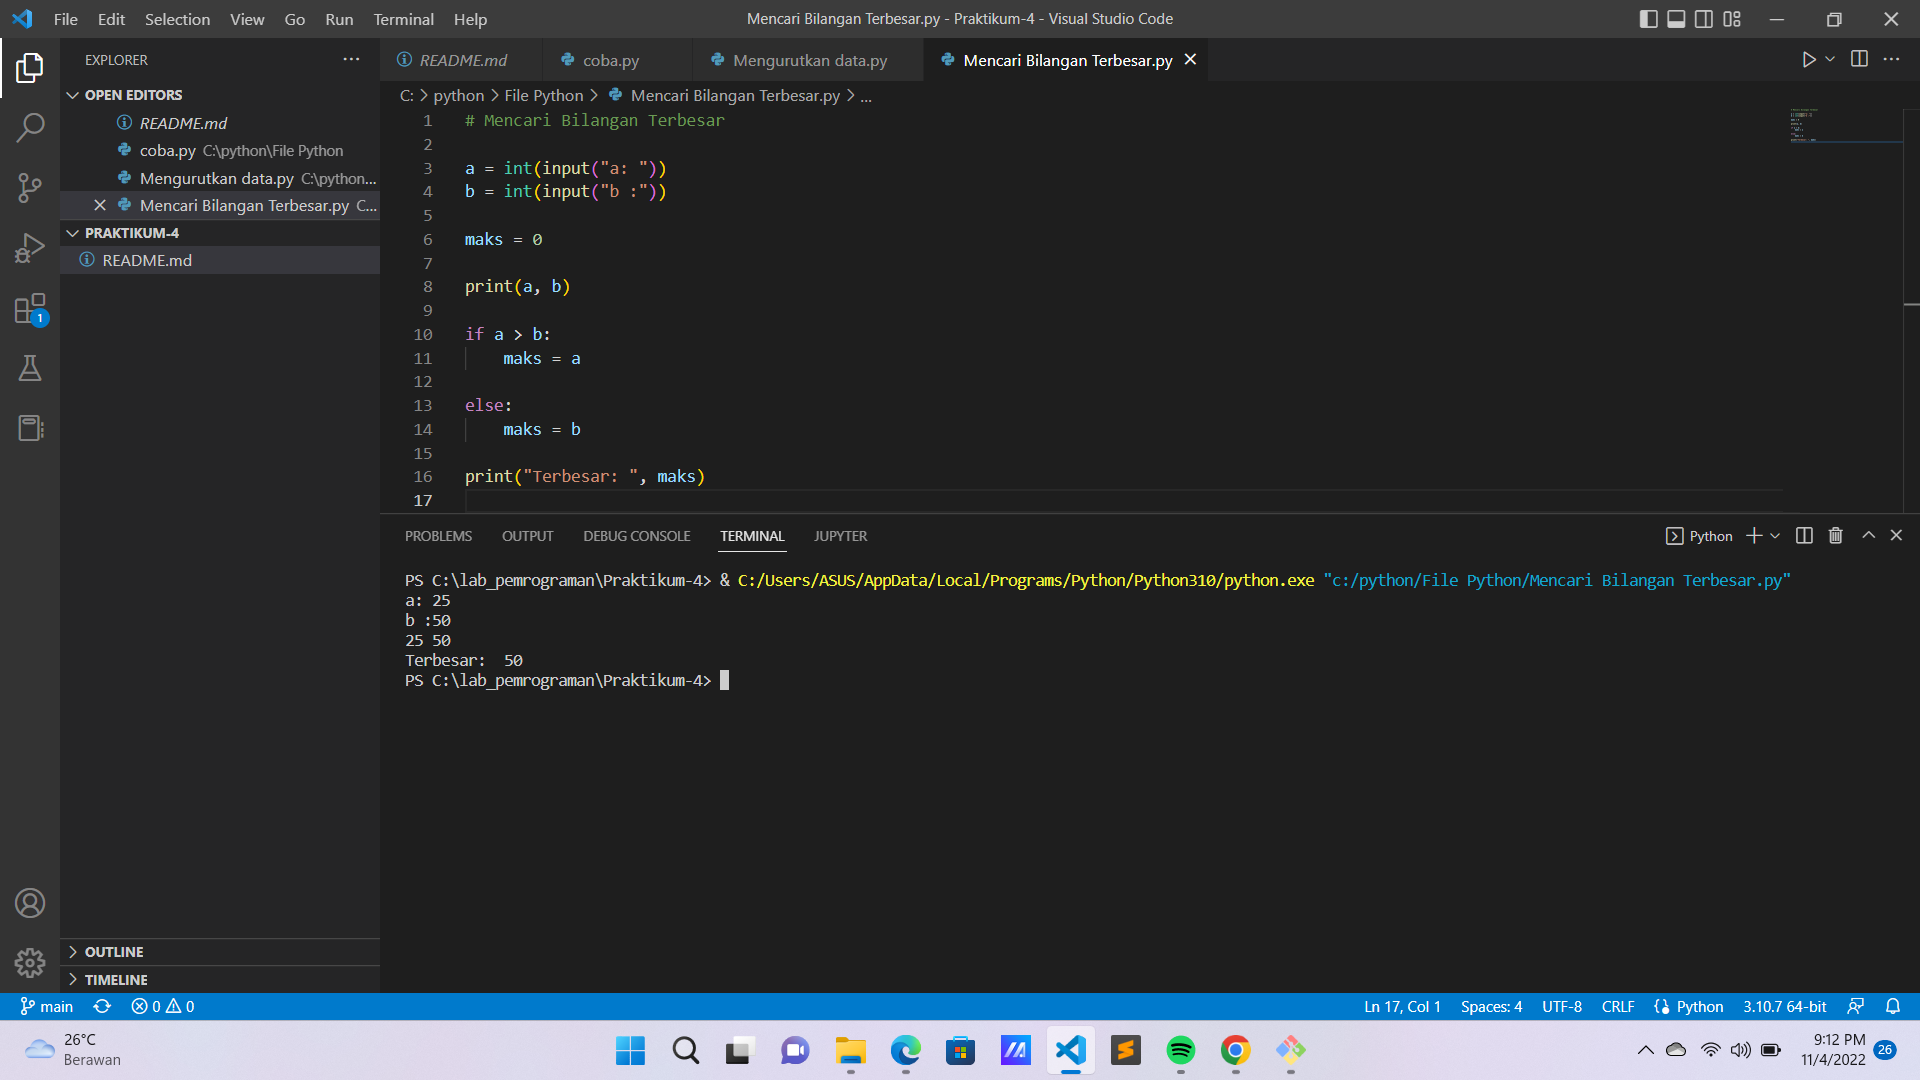 File Edit Selection View Go Run Terminal Help
Mencari Bilangan Terbesar.py - Praktikum-4 - Visual Studio Code
EXPLORER
OPEN EDITORS
README.md
coba.py C:\python\File Python
Mengurutkan data.py C:\python...
Mencari Bilangan Terbesar.py C...
PRAKTIKUM-4
README.md
OUTLINE
TIMELINE
1
README.md coba.py Mengurutkan data.py Mencari Bilangan Terbesar.py
C: > python > File Python > Mencari Bilangan Terbesar.py > ...
1 # Mencari Bilangan Terbesar
2
3 a = int(input("a: "))
4 b = int(input("b :"))
5
6 maks = 0
7
8 print(a, b)
9
10 if a > b:
11     maks = a
12
13 else:
14     maks = b
15
16 print("Terbesar: ", maks)
17
PROBLEMS OUTPUT DEBUG CONSOLE TERMINAL JUPYTER
Python
PS C:\lab_pemrograman\Praktikum-4> & C:/Users/ASUS/AppData/Local/Programs/Python/Python310/python.exe "c:/python/File Python/Mencari Bilangan Terbesar.py"
a: 25
b :50
25 50
Terbesar:  50
PS C:\lab_pemrograman\Praktikum-4>
main 0 0
Ln 17, Col 1 Spaces: 4 UTF-8 CRLF Python 3.10.7 64-bit
26°C
Berawan
9:12 PM
11/4/2022
26